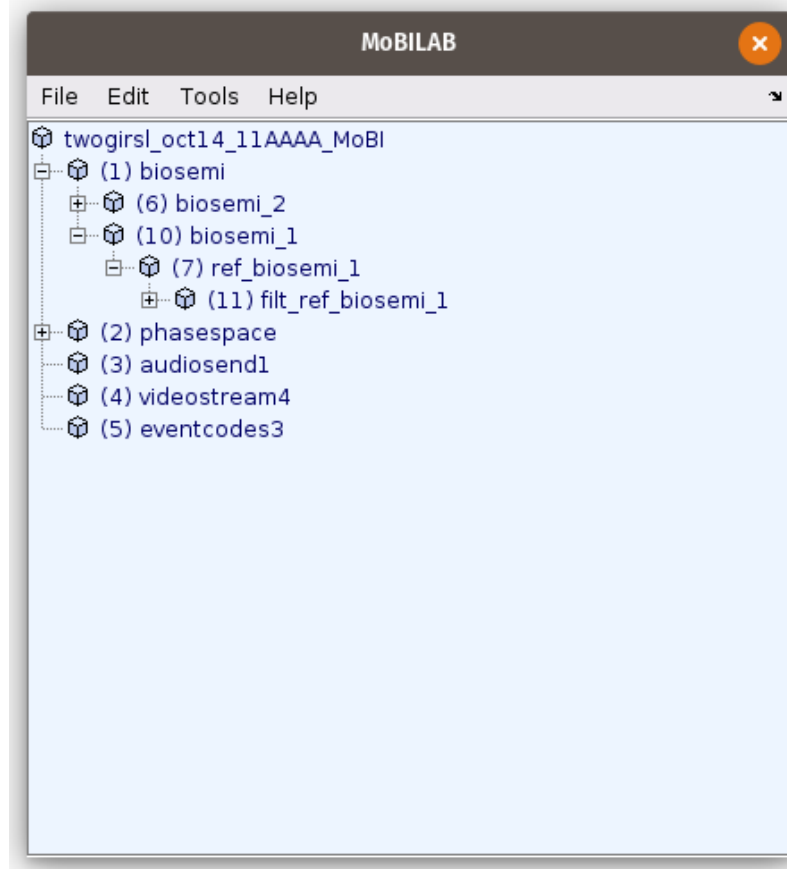 MoBILAB
File Edit Tools Help
twogirsl_oct14_11AAAA_MoBI
(1) biosemi
(6) biosemi_2
(10) biosemi_1
(7) ref_biosemi_1
(11) filt_ref_biosemi_1
(2) phasespace
(3) audiosend1
(4) videostream4
(5) eventcodes3